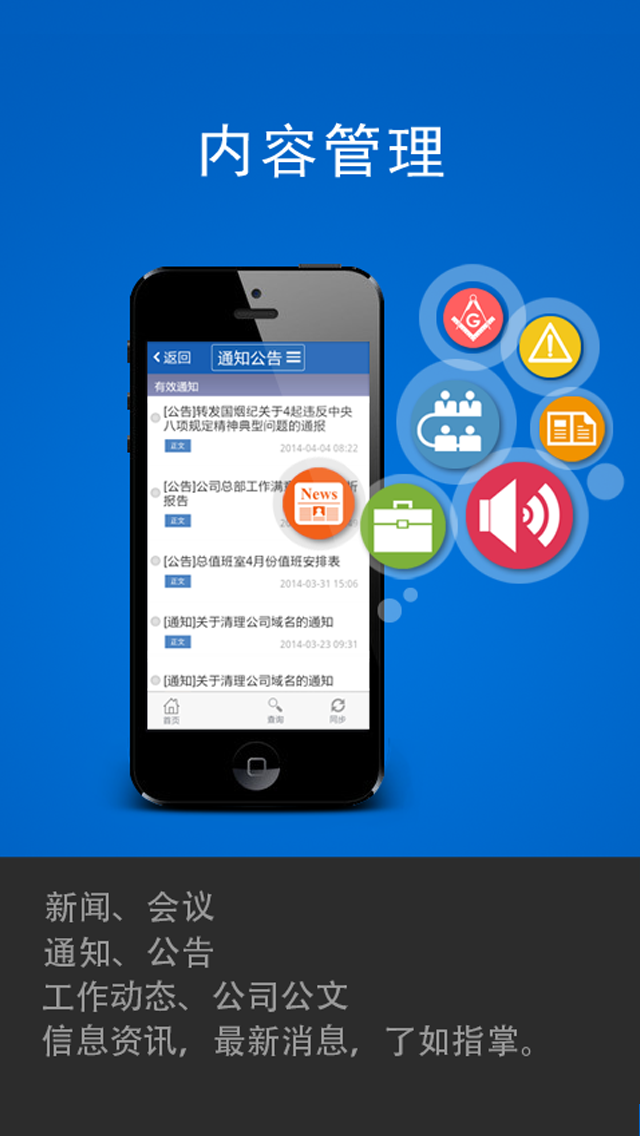 内容管理
返回
通知公告
有效通知
[公告]转发国烟纪关于4起违反中央
八项规定精神典型问题的通报
正文
2014-04-04 08:22
[公告]公司总部工作满
析
报告
正文
[公告]总值班室4月份值班安排表
正文
2014-03-31 15:06
[通知]关于清理公司域名的通知
正文
2014-03-23 09:31
[通知]关于清理公司域名的通知
首页
查询
同步
News
G
新闻、会议
通知、公告
工作动态、公司公文
信息资讯，最新消息，了如指掌。